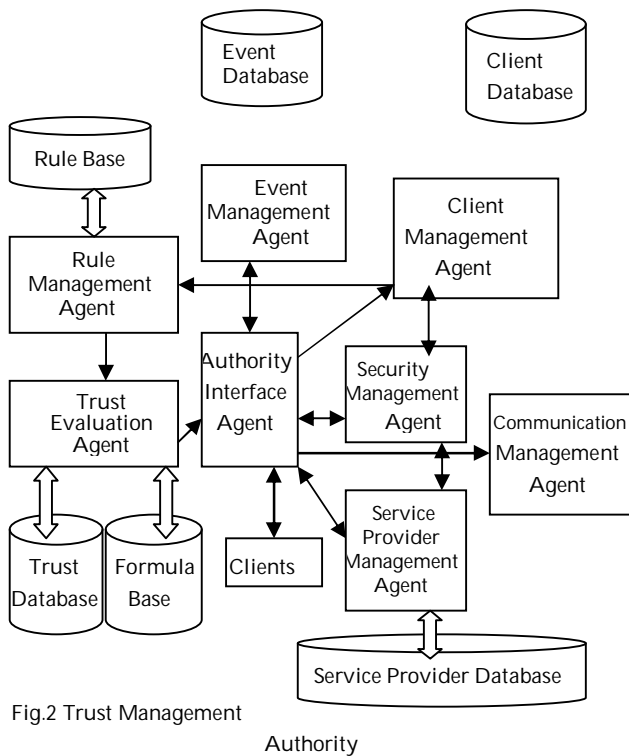 Event
Database
Client
Database
Rule Base
Event
Management
Agent
Client
Management
Agent
Rule
Management
Agent
Authority
Interface
Agent
Security
Management
Agent
Trust
Evaluation
Agent
Communication
Management
Agent
Service
Provider
Management
Agent
Clients
Trust
Database
Formula
Base
Service Provider Database
Fig.2 Trust Management
Authority